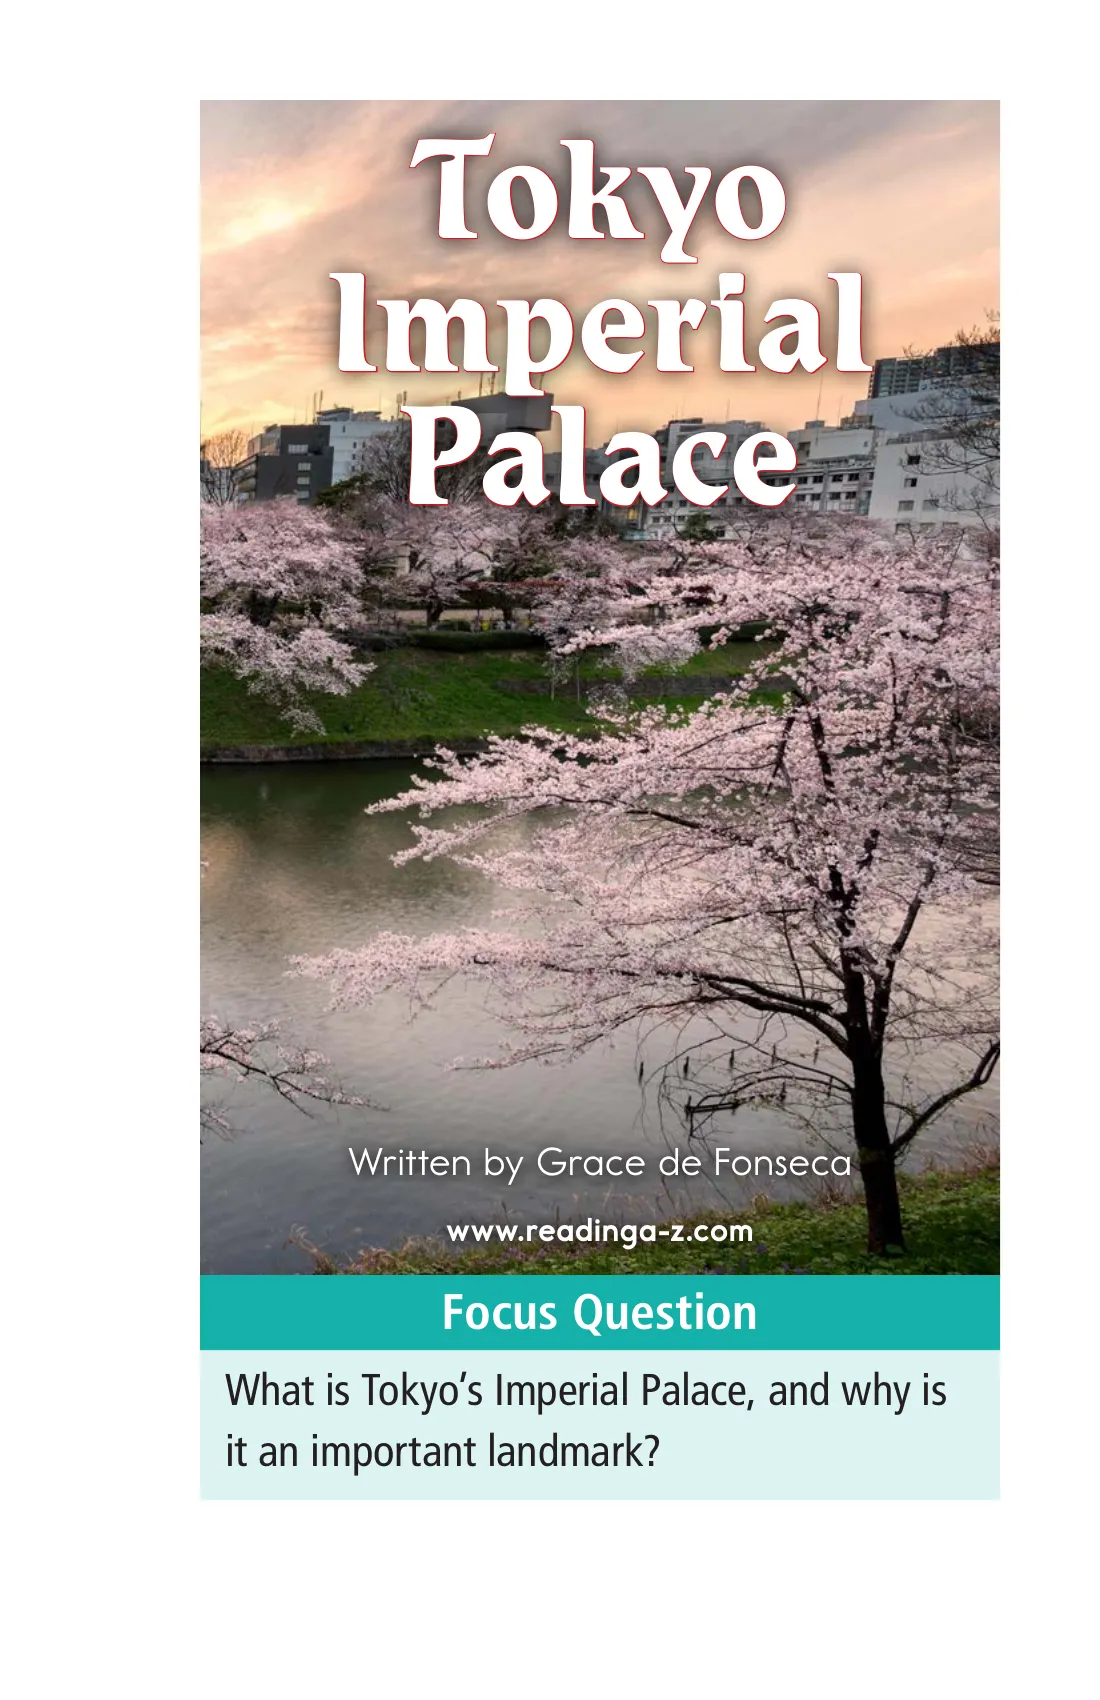 Tokyo
Imperial
Palace
Written by Grace de Fonseca
www.readinga-z.com
Focus Question
What is Tokyo’s Imperial Palace, and why is
it an important landmark?